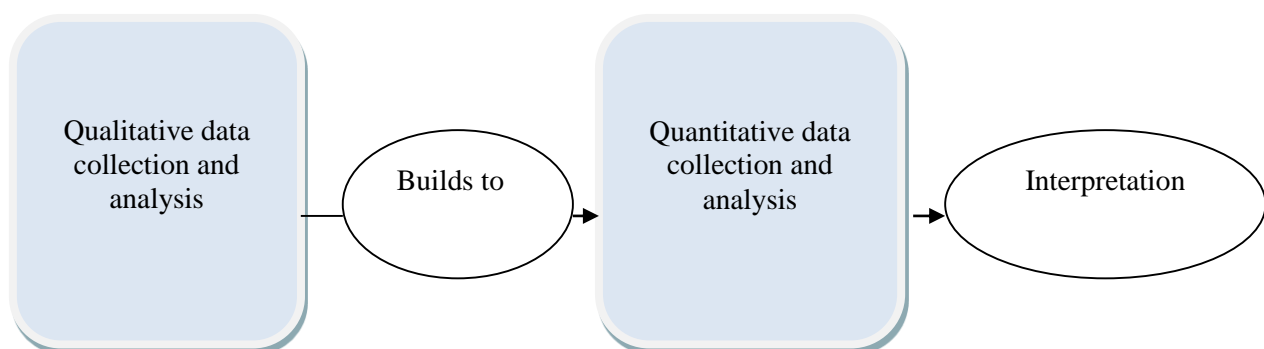 Qualitative data
collection and
analysis
Builds to
Quantitative data
collection and
analysis
Interpretation